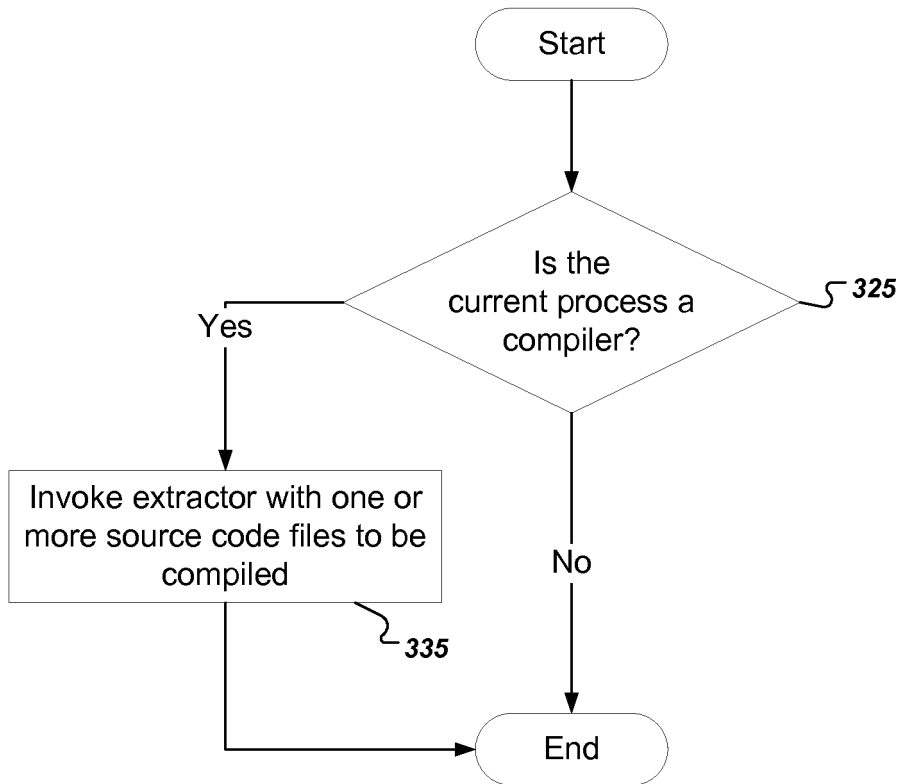 Start
Is the
current process a
compiler?
325
Yes
Invoke extractor with one or
more source code files to be
compiled
No
335
End